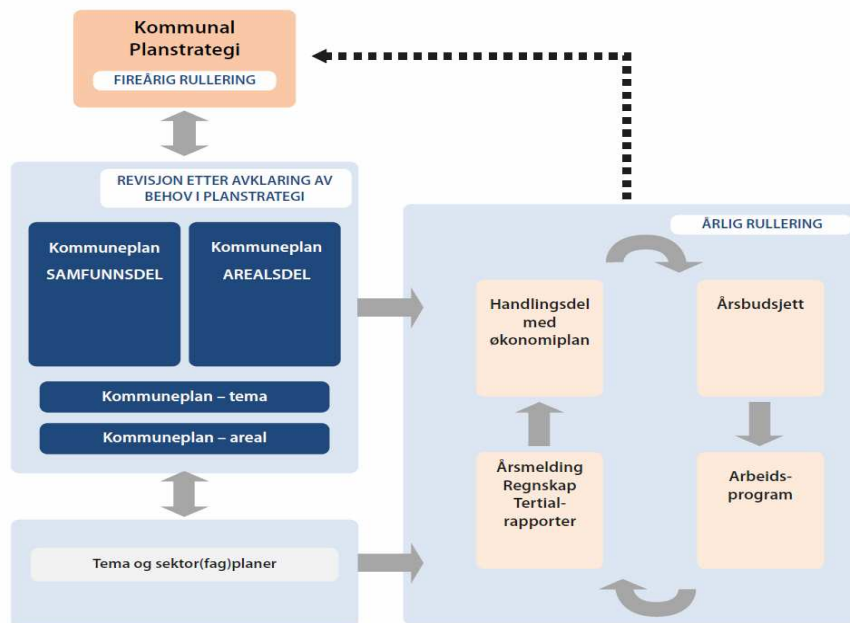 Kommunal
Planstrategi
FIREÅRIG RULLERING
REVISJON ETTER AVKLARING AV
BEHOV I PLANSTRATEGI
Kommuneplan
SAMFUNNSDEL
Kommuneplan
AREALSDEL
Kommuneplan – tema
Kommuneplan – areal
Tema og sektor(fag)planer
ÅRLIG RULLERING
Handlingsdel
med
økonomiplan
Årsbudsjett
Årsmelding
Regnskap
Tertial-
rapporter
Arbeids-
program